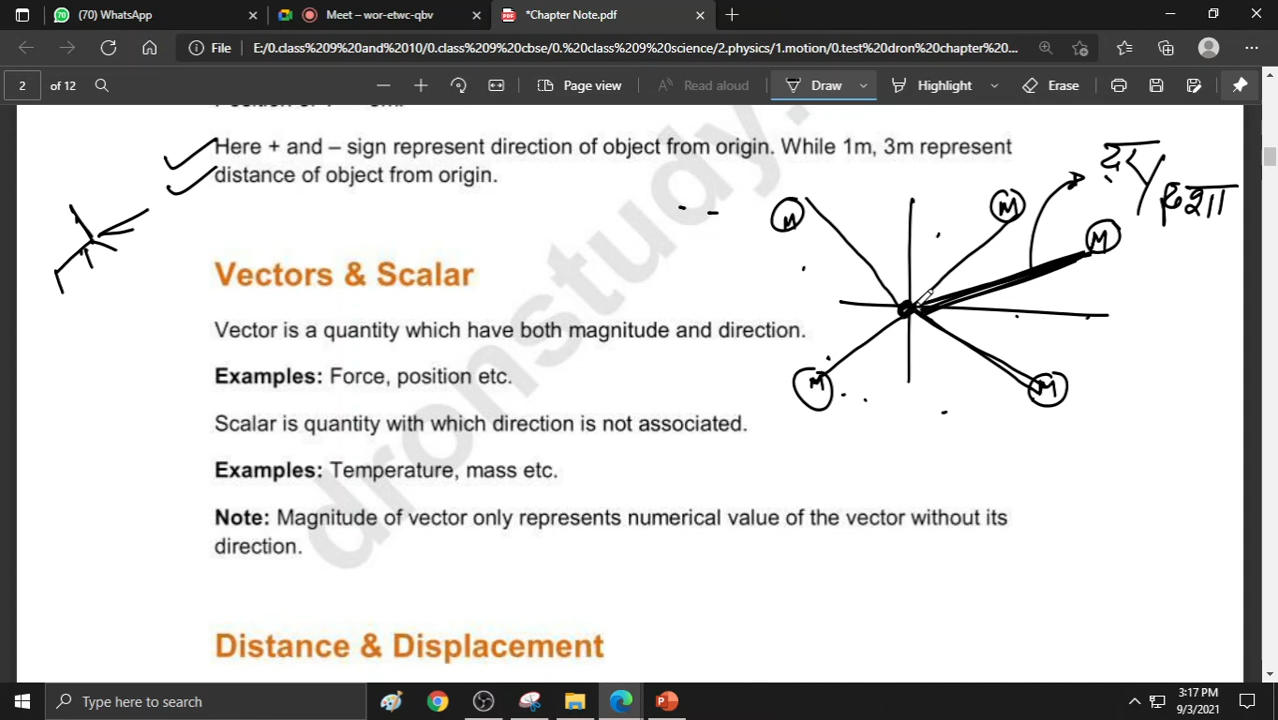 (70) WhatsApp
Meet – wor-etwc-qbv
*Chapter Note.pdf
File
E:/0.class%209%20and%2010/0.class%209%20cbse/0.%20class%209%20science/2.physics/1.motion/0.test%20dron%20chapter%20...
2 of 12
Page view
Read aloud
Draw
Highlight
Erase
Here + and – sign represent direction of object from origin. While 1m, 3m represent
distance of object from origin.
M
M
M
M
M
Vectors & Scalar
Vector is a quantity which have both magnitude and direction.
Examples: Force, position etc.
Scalar is quantity with which direction is not associated.
Examples: Temperature, mass etc.
Note: Magnitude of vector only represents numerical value of the vector without its
direction.
Distance & Displacement
dronstudy.
Type here to search
3:17 PM
9/3/2021